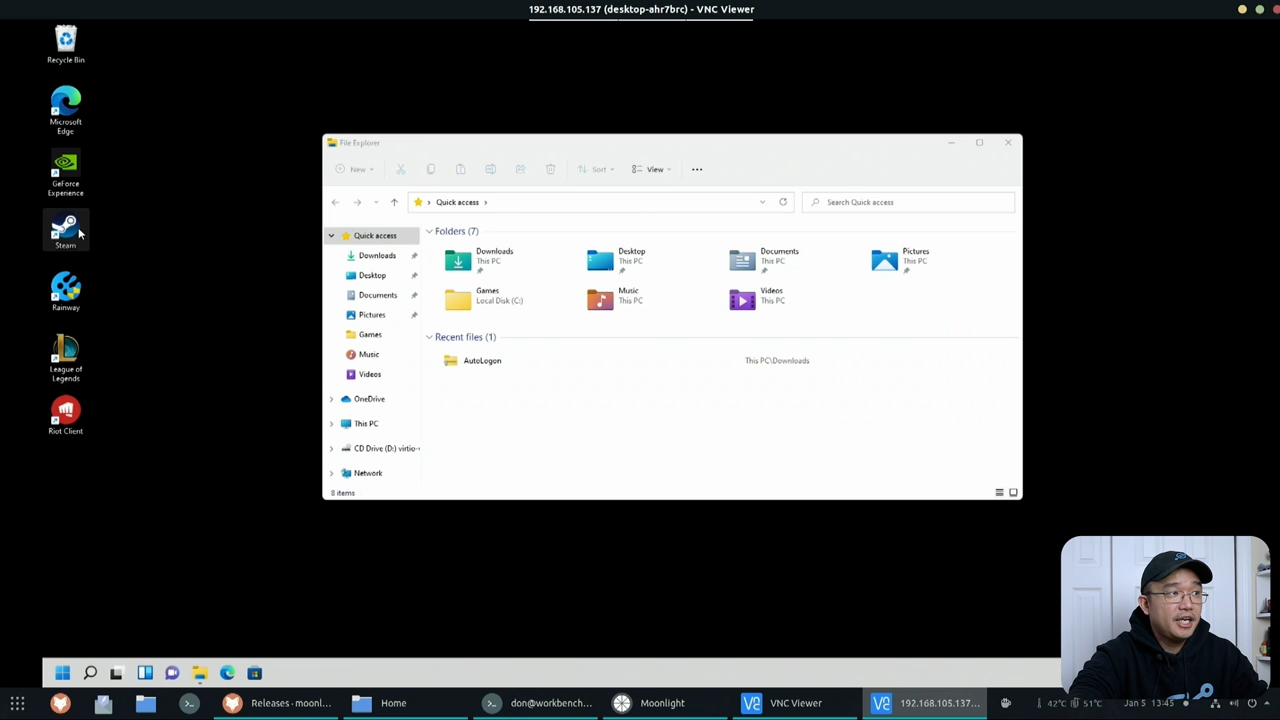 192.168.105.137 (desktop-ahr7brc) - VNC Viewer
Recycle Bin
Microsoft
Edge
GeForce
Experience
Steam
Rainway
League of
Legends
Riot Client
File Explorer
New
Sort
View
Quick access
Search Quick access
Quick access
Downloads
Desktop
Documents
Pictures
Games
Music
Videos
OneDrive
This PC
CD Drive (D:) virtio-
Network
Folders (7)
Downloads
This PC
Desktop
This PC
Documents
This PC
Pictures
This PC
Games
Local Disk (C:)
Music
This PC
Videos
This PC
Recent files (1)
AutoLogon
This PC\Downloads
8 items
Releases · moonl...
Home
don@workbench...
Moonlight
VNC Viewer
192.168.105.137...
42°C
51°C
Jan 5 13:45